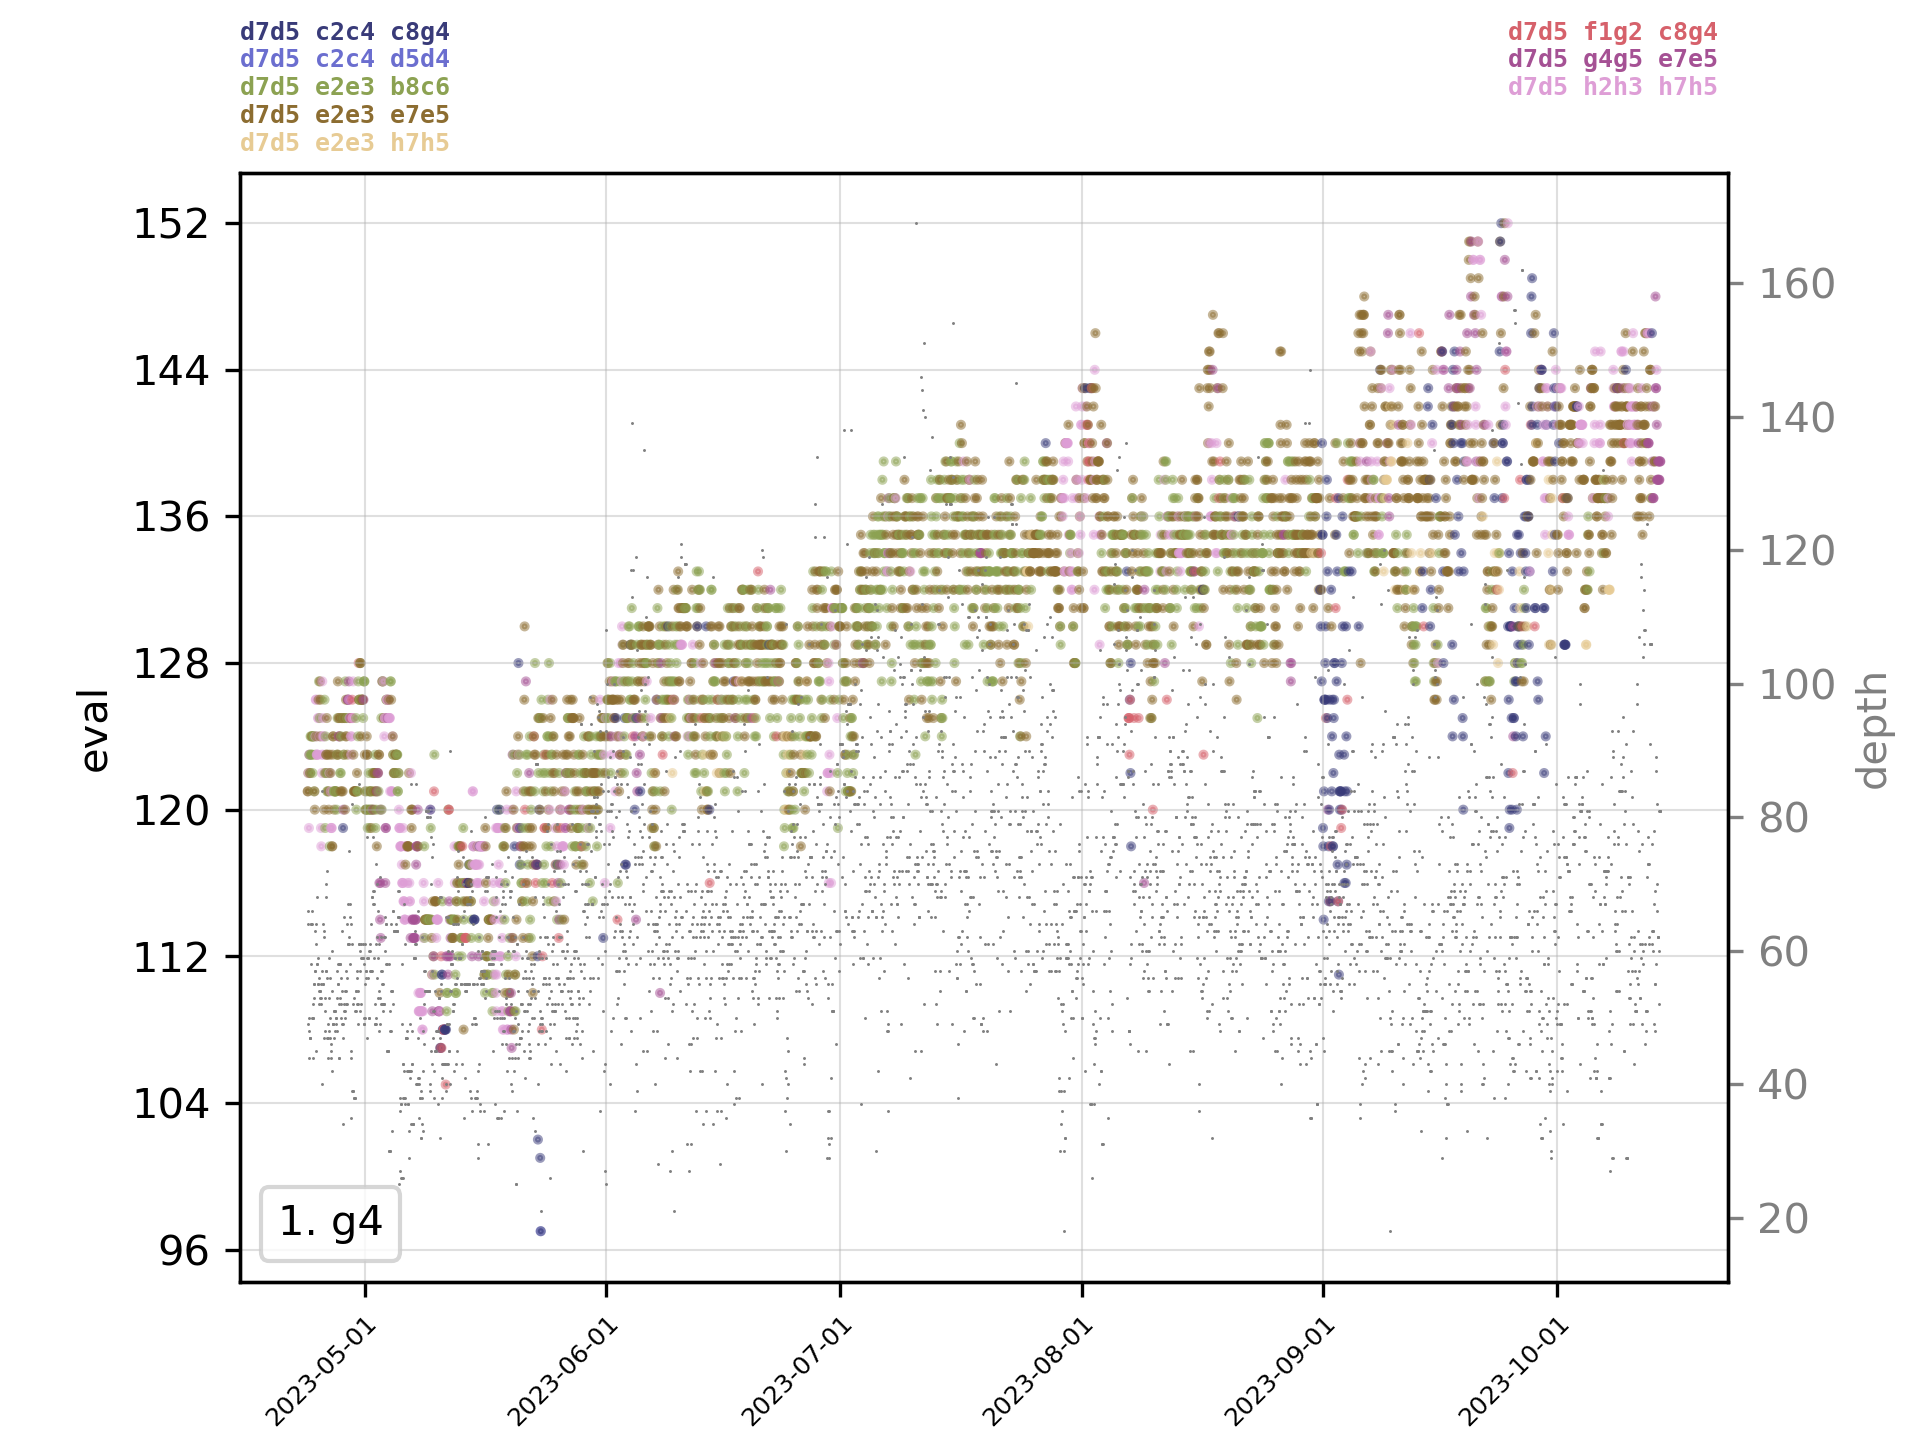 d7d5 c2c4 c8g4
d7d5 c2c4 d5d4
d7d5 e2e3 b8c6
d7d5 e2e3 e7e5
d7d5 e2e3 h7h5
d7d5 f1g2 c8g4
d7d5 g4g5 e7e5
d7d5 h2h3 h7h5
152
144
136
128
120
112
104
96
eval
160
140
120
100
80
60
40
20
depth
1. g4
2023-05-01
2023-06-01
2023-07-01
2023-08-01
2023-09-01
2023-10-01